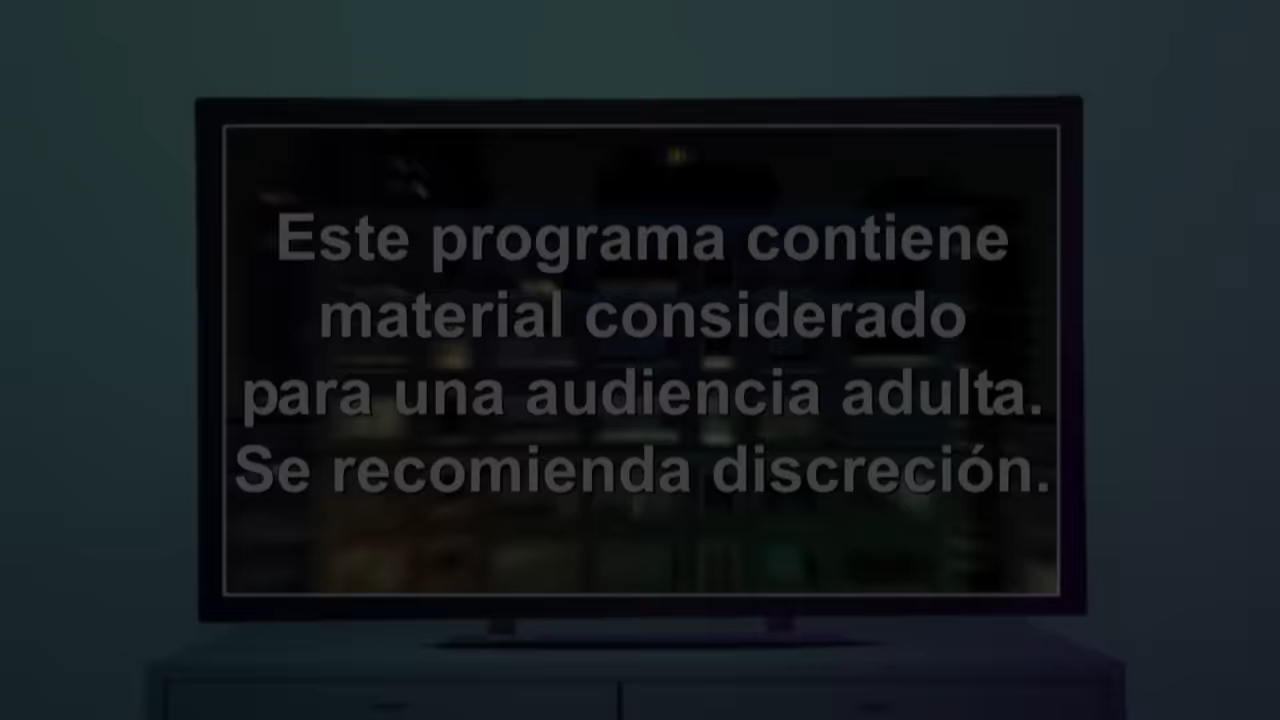 Este programa contiene
material considerado
para una audiencia adulta.
Se recomienda discreción.